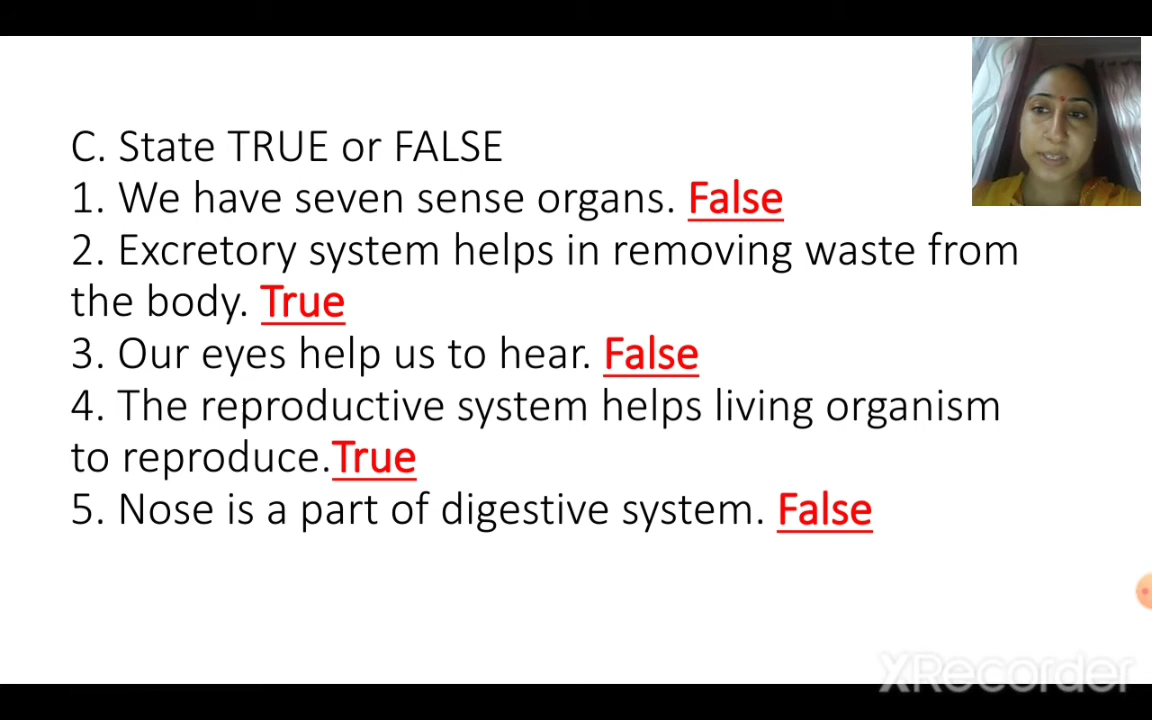 C. State TRUE or FALSE
1. We have seven sense organs. False
2. Excretory system helps in removing waste from
the body. True
3. Our eyes help us to hear. False
4. The reproductive system helps living organism
to reproduce.True
5. Nose is a part of digestive system. False
XRecorder